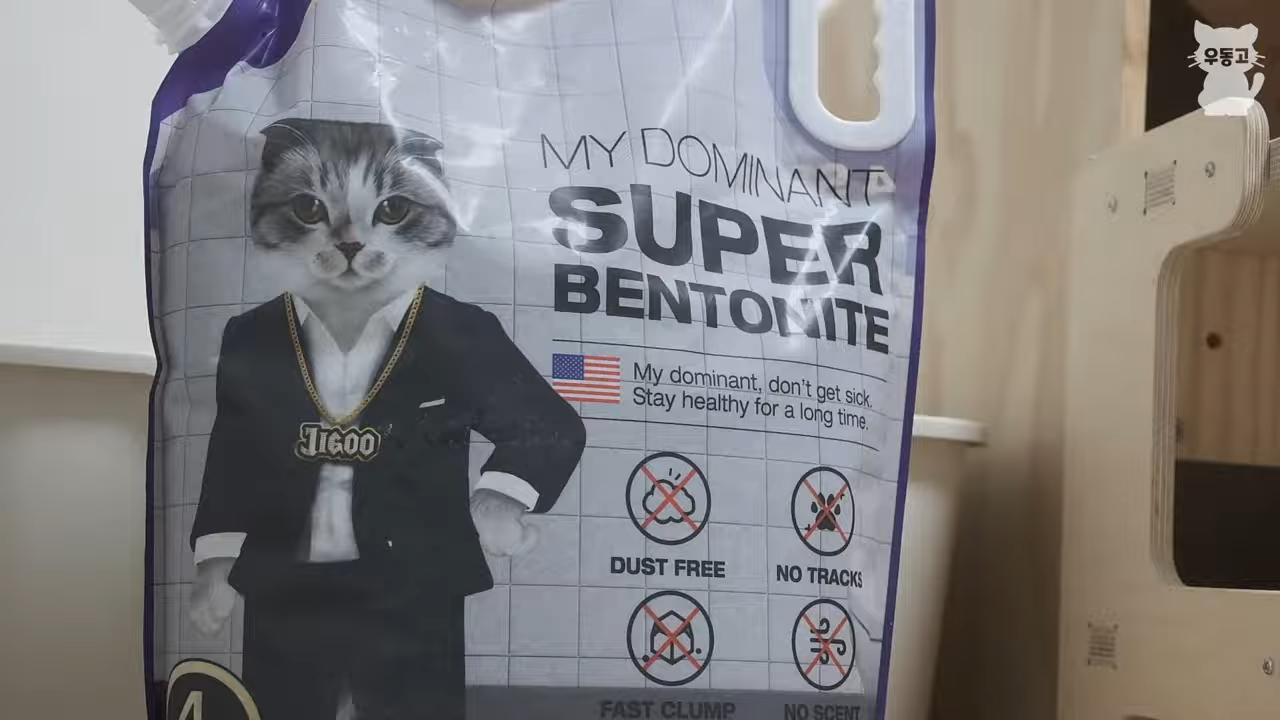 우동고
MY DOMINANT
SUPER
BENTONITE
My dominant, don't get sick.
Stay healthy for a long time.
JIGOO
DUST FREE
NO TRACKS
FAST CLUMP
NO SCENT
4